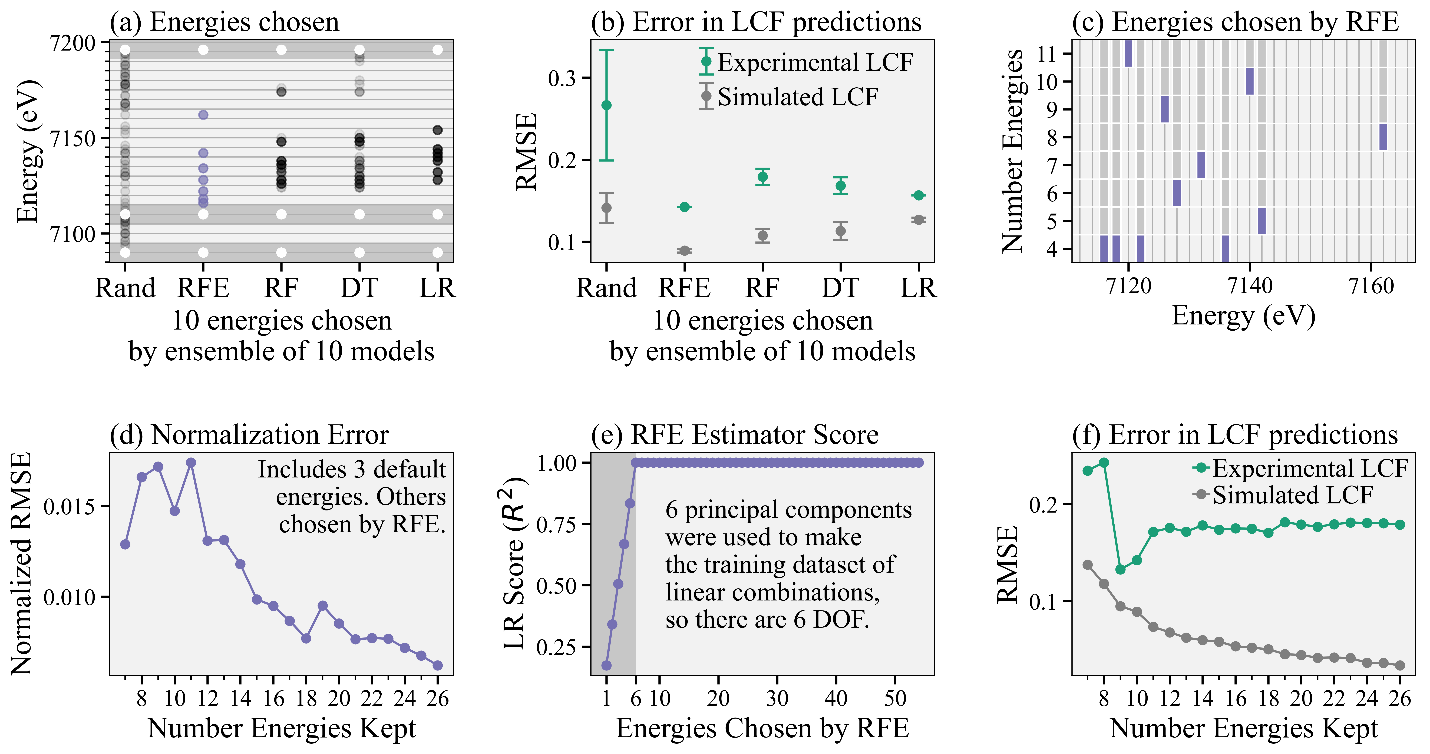 (a) Energies chosen
Energy (eV)
7200
7150
7100
Rand RFE RF DT LR
10 energies chosen
by ensemble of 10 models
(b) Error in LCF predictions
RMSE
0.3
0.2
0.1
Experimental LCF
Simulated LCF
Rand RFE RF DT LR
10 energies chosen
by ensemble of 10 models
(c) Energies chosen by RFE
Number Energies
11
10
9
8
7
6
5
4
7120 7140 7160
Energy (eV)
(d) Normalization Error
Normalized RMSE
0.015
0.010
Includes 3 default
energies. Others
chosen by RFE.
8 10 12 14 16 18 20 22 24 26
Number Energies Kept
(e) RFE Estimator Score
LR Score (R²)
1.00
0.75
0.50
0.25
6 principal components
were used to make
the training dataset of
linear combinations,
so there are 6 DOF.
1 6 10 20 30 40 50
Energies Chosen by RFE
(f) Error in LCF predictions
RMSE
0.2
0.1
Experimental LCF
Simulated LCF
8 10 12 14 16 18 20 22 24 26
Number Energies Kept